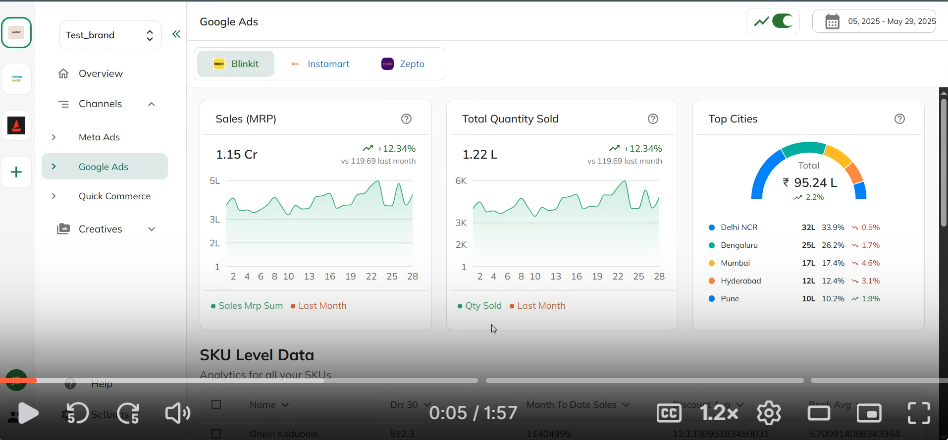 Google Ads
05, 2025 - May 29, 2025
Test_brand
Overview
Channels
Meta Ads
Google Ads
Quick Commerce
Creatives
Help
Settings
Blinkit
Instamart
Zepto
Sales (MRP)
1.15 Cr
+12.34%
vs 119.69 last month
5L
3L
2L
1
2 4 6 8 10 13 16 19 22 25 28
Sales Mrp Sum Last Month
Total Quantity Sold
1.22 L
+12.34%
vs 119.69 last month
6K
3K
2K
1
2 4 6 8 10 13 16 19 22 25 28
Qty Sold Last Month
Top Cities
Total
₹ 95.24 L
2.2%
Delhi NCR 32L 33.9% 0.5%
Bengaluru 25L 26.2% 1.7%
Mumbai 17L 17.4% 4.6%
Hyderabad 12L 12.4% 3.1%
Pune 10L 10.2% 1.9%
SKU Level Data
Analytics for all your SKUs
Name Drr 30 Month To Date Sales Avg
Onion Kadubale 512.3 11404995 12.133095183450031 5.700914086343964
5 5 0:05 / 1:57 CC 1.2×